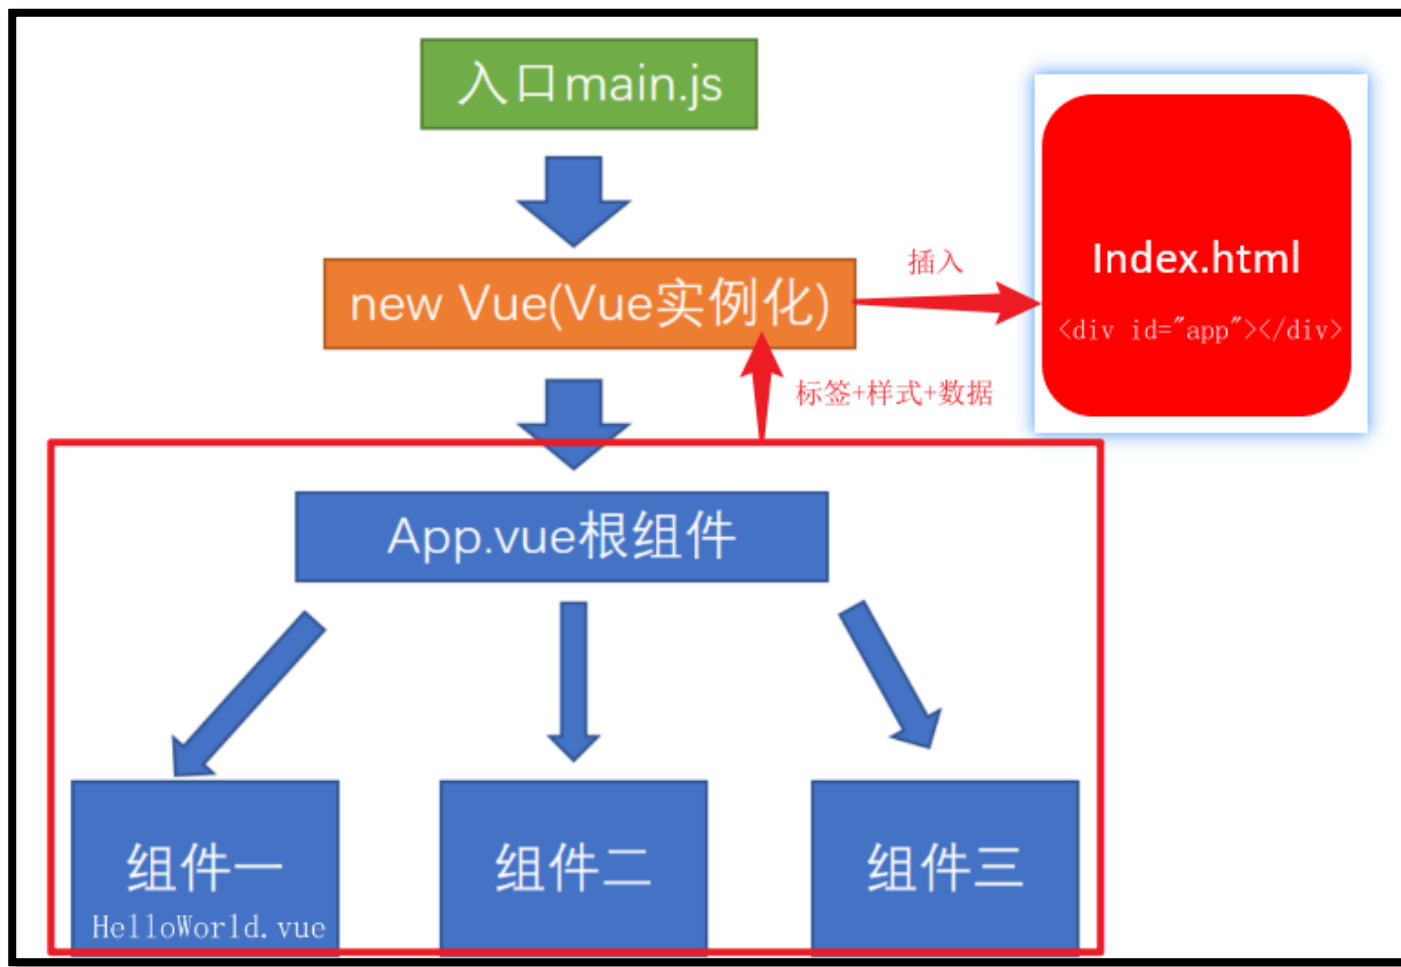 入口main.js
new Vue(Vue实例化)
插入
Index.html
<div id="app"></div>
标签+样式+数据
App.vue根组件
组件一
HelloWorld.vue
组件二
组件三